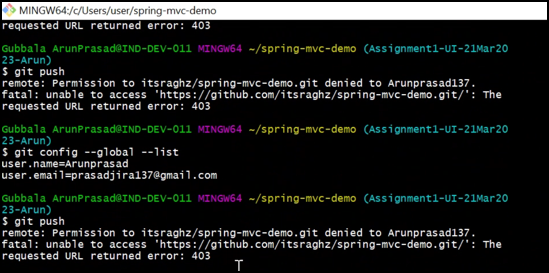 MINGW64:/c/Users/user/spring-mvc-demo
requested URL returned error: 403
Gubbala ArunPrasad@IND-DEV-011 MINGW64 ~/spring-mvc-demo (Assignment1-UI-21Mar20
23-Arun)
$ git push
remote: Permission to itsraghz/spring-mvc-demo.git denied to Arunprasad137.
fatal: unable to access 'https://github.com/itsraghz/spring-mvc-demo.git/': The
requested URL returned error: 403
Gubbala ArunPrasad@IND-DEV-011 MINGW64 ~/spring-mvc-demo (Assignment1-UI-21Mar20
23-Arun)
$ git config --global --list
user.name=Arunprasad
user.email=prasadjira137@gmail.com
Gubbala ArunPrasad@IND-DEV-011 MINGW64 ~/spring-mvc-demo (Assignment1-UI-21Mar20
23-Arun)
$ git push
remote: Permission to itsraghz/spring-mvc-demo.git denied to Arunprasad137.
fatal: unable to access 'https://github.com/itsraghz/spring-mvc-demo.git/': The
requested URL returned error: 403